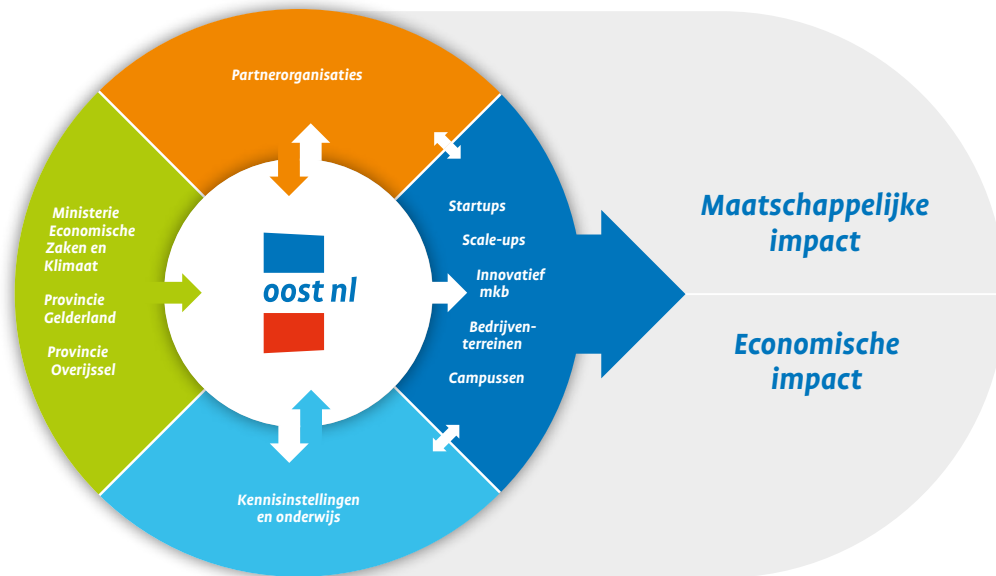 Partnerorganisaties
Ministerie
Economische
Zaken en
Klimaat
Provincie
Gelderland
Provincie
Overijssel
oost nl
Startups
Scale-ups
Innovatief
mkb
Bedrijven-
terreinen
Campussen
Kennisinstellingen
en onderwijs
Maatschappelijke
impact
Economische
impact